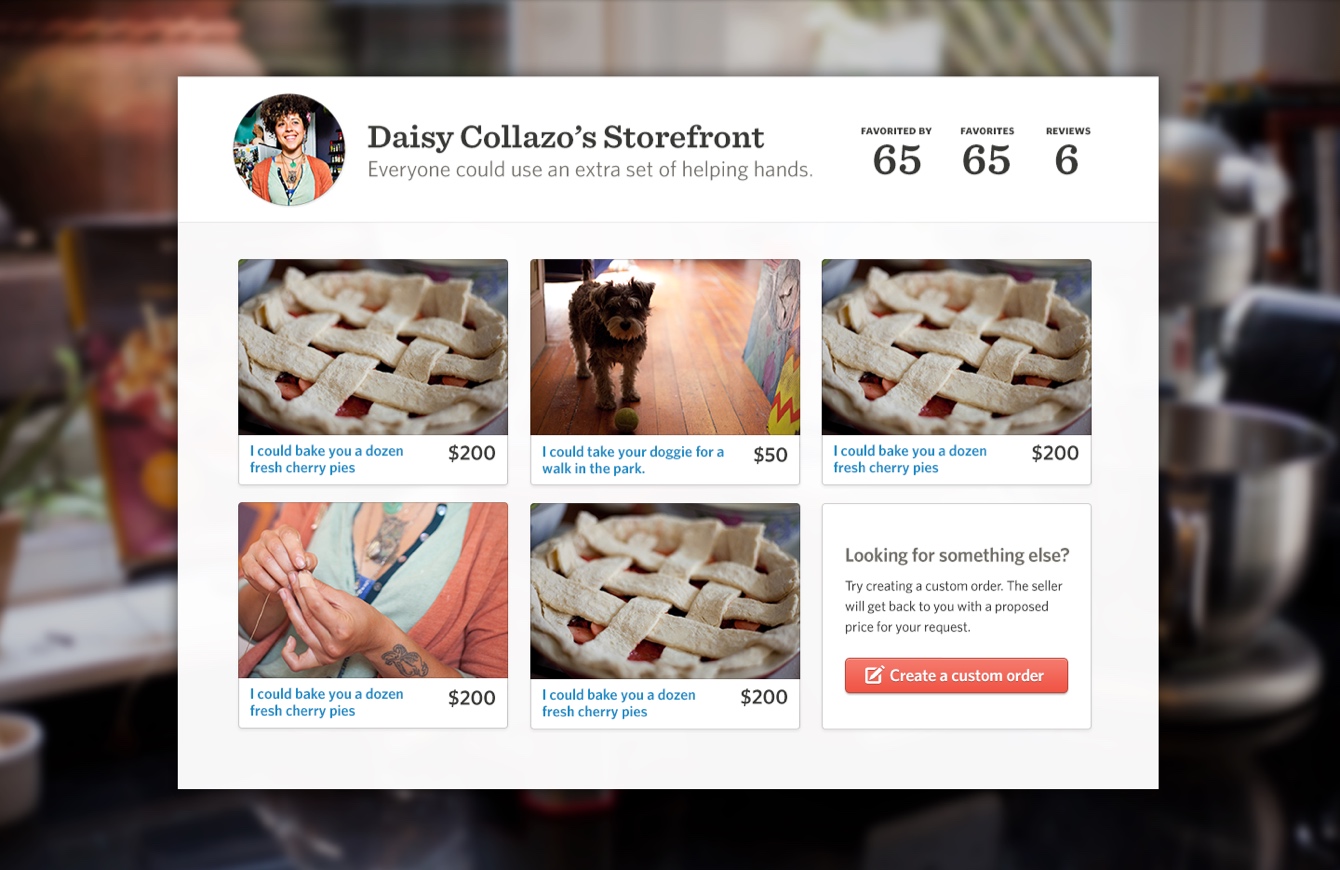 Daisy Collazo’s Storefront
Everyone could use an extra set of helping hands.
FAVORITED BY
65
FAVORITES
65
REVIEWS
6
I could bake you a dozen
fresh cherry pies
$200
I could take your doggie for a
walk in the park.
$50
I could bake you a dozen
fresh cherry pies
$200
I could bake you a dozen
fresh cherry pies
$200
I could bake you a dozen
fresh cherry pies
$200
Looking for something else?
Try creating a custom order. The seller
will get back to you with a proposed
price for your request.
Create a custom order